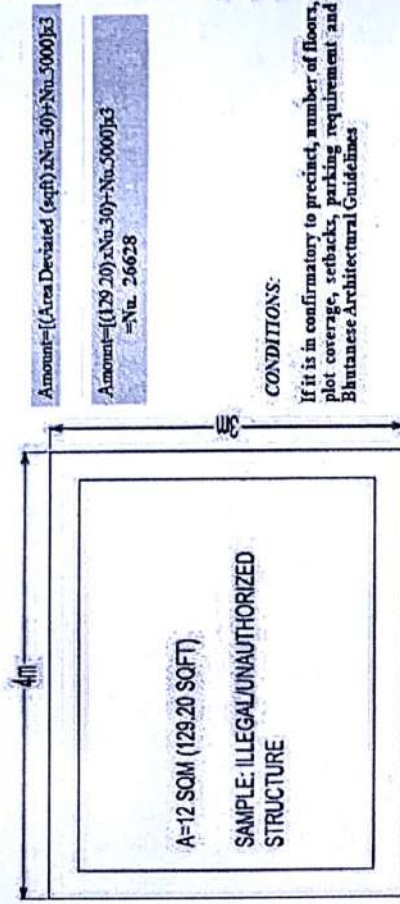 4m
3m
A=12 SQM (129.20 SQFT)
SAMPLE: ILLEGAL/UNAUTHORIZED
STRUCTURE
Amount=[(Area Deviated (sqft) xNu.30)+Nu.5000]x3
Amount=[(129.20) xNu.30)+Nu.5000]x3
=Nu. 26628
CONDITIONS:
If it is in confirmatory to precinct, number of floors,
plot coverage, setbacks, parking requirement and
Bhutanese Architectural Guidelines